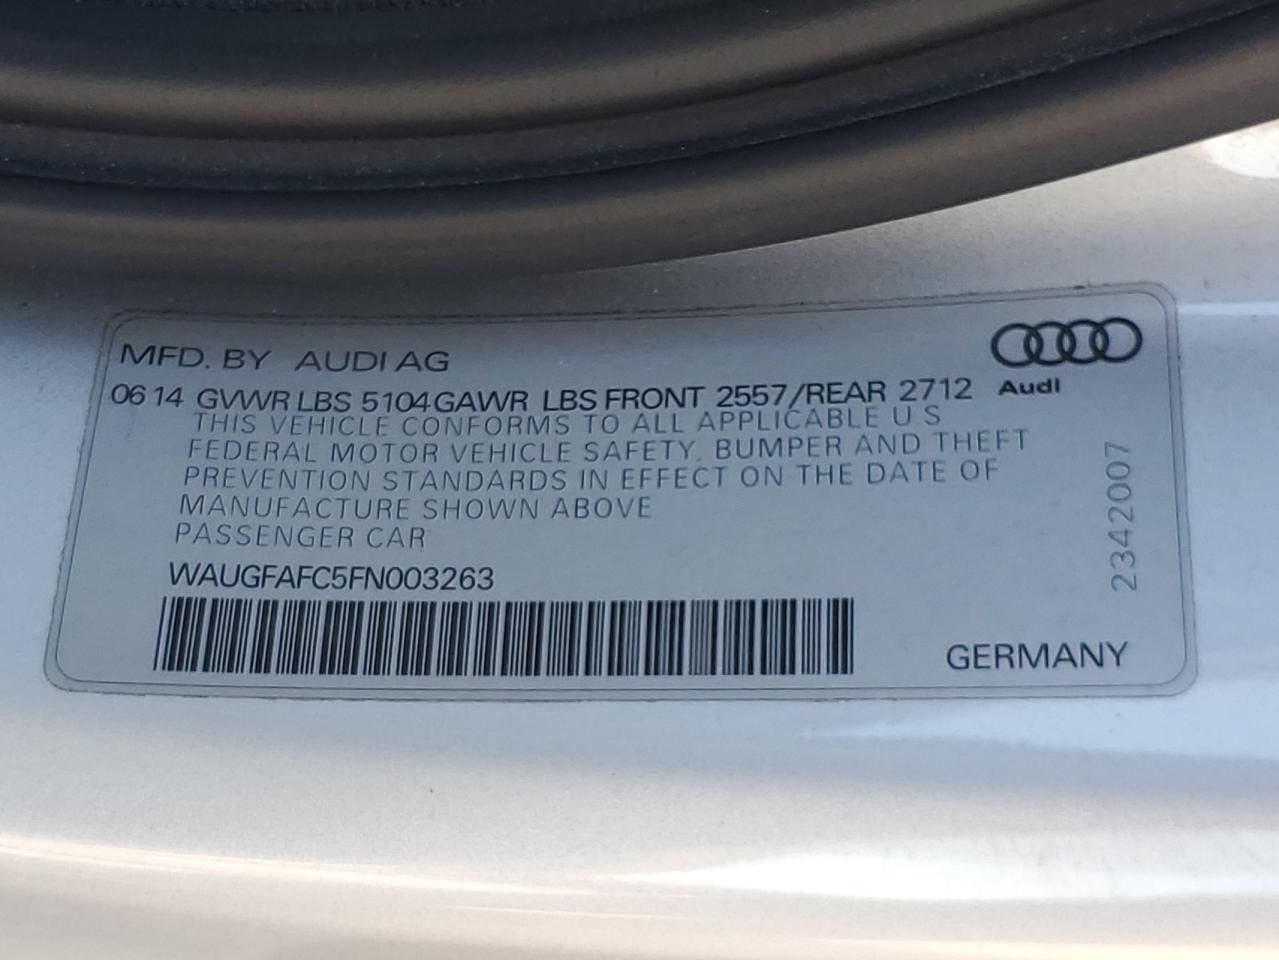 MFD. BY AUDI AG
06 14 GVWR LBS 5104 GAWR LBS FRONT 2557/REAR 2712
Audi
THIS VEHICLE CONFORMS TO ALL APPLICABLE U S
FEDERAL MOTOR VEHICLE SAFETY. BUMPER AND THEFT
PREVENTION STANDARDS IN EFFECT ON THE DATE OF
MANUFACTURE SHOWN ABOVE
PASSENGER CAR
WAUGFAFC5FN003263
2342007
GERMANY